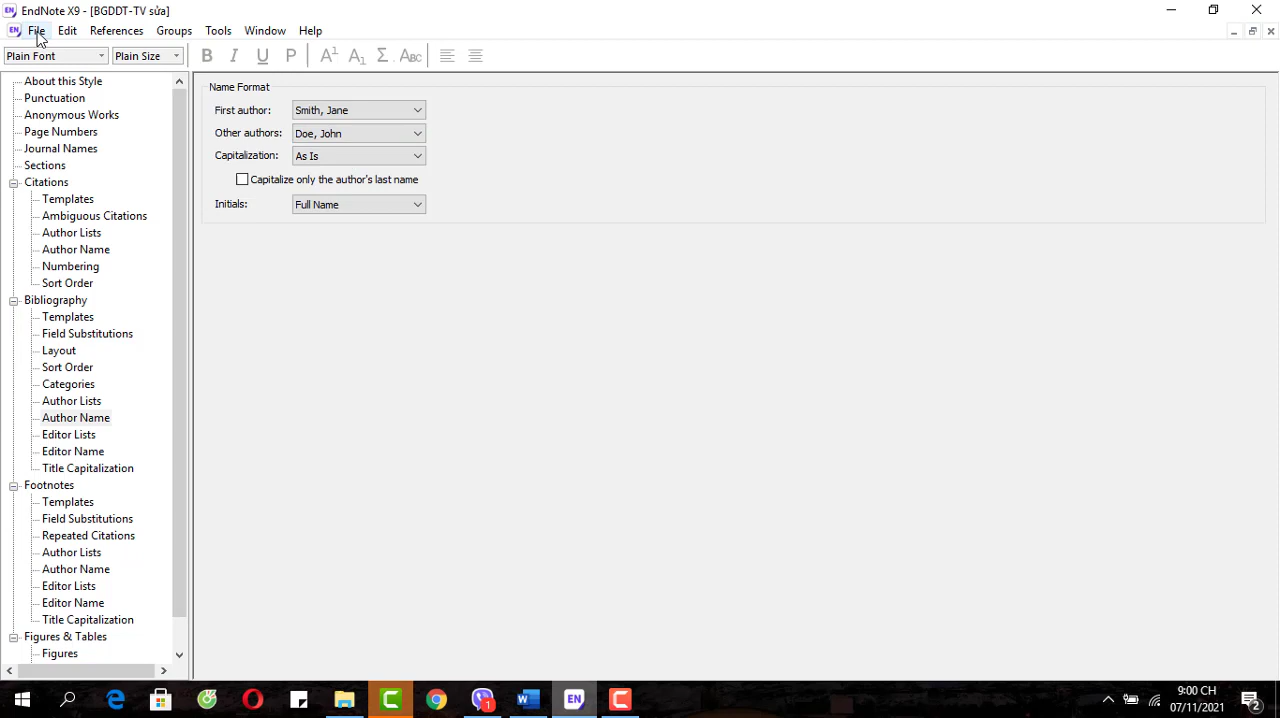 EndNote X9 - [BGDDT-TV sửa]
EN File Edit References Groups Tools Window Help
Plain Font Plain Size B I U P A¹ A₁ Σ Abc
About this Style
Punctuation
Anonymous Works
Page Numbers
Journal Names
Sections
Citations
Templates
Ambiguous Citations
Author Lists
Author Name
Numbering
Sort Order
Bibliography
Templates
Field Substitutions
Layout
Sort Order
Categories
Author Lists
Author Name
Editor Lists
Editor Name
Title Capitalization
Footnotes
Templates
Field Substitutions
Repeated Citations
Author Lists
Author Name
Editor Lists
Editor Name
Title Capitalization
Figures & Tables
Figures
Name Format
First author: Smith, Jane
Other authors: Doe, John
Capitalization: As Is
Capitalize only the author's last name
Initials: Full Name
1
EN
9:00 CH
07/11/2021
2